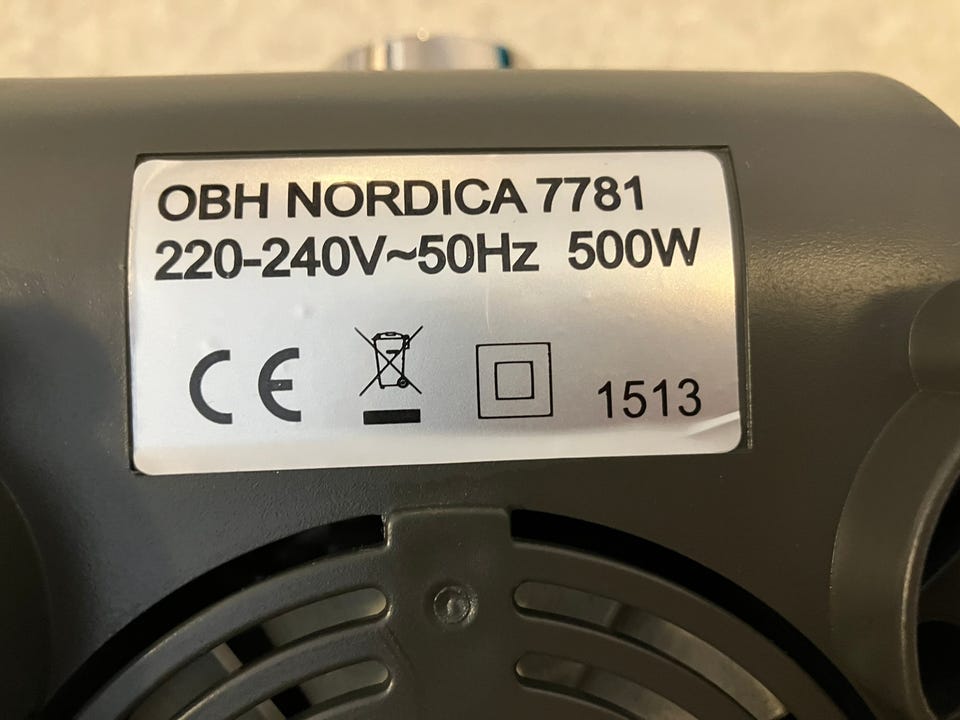 OBH NORDICA 7781
220-240V~50Hz 500W
CE
1513